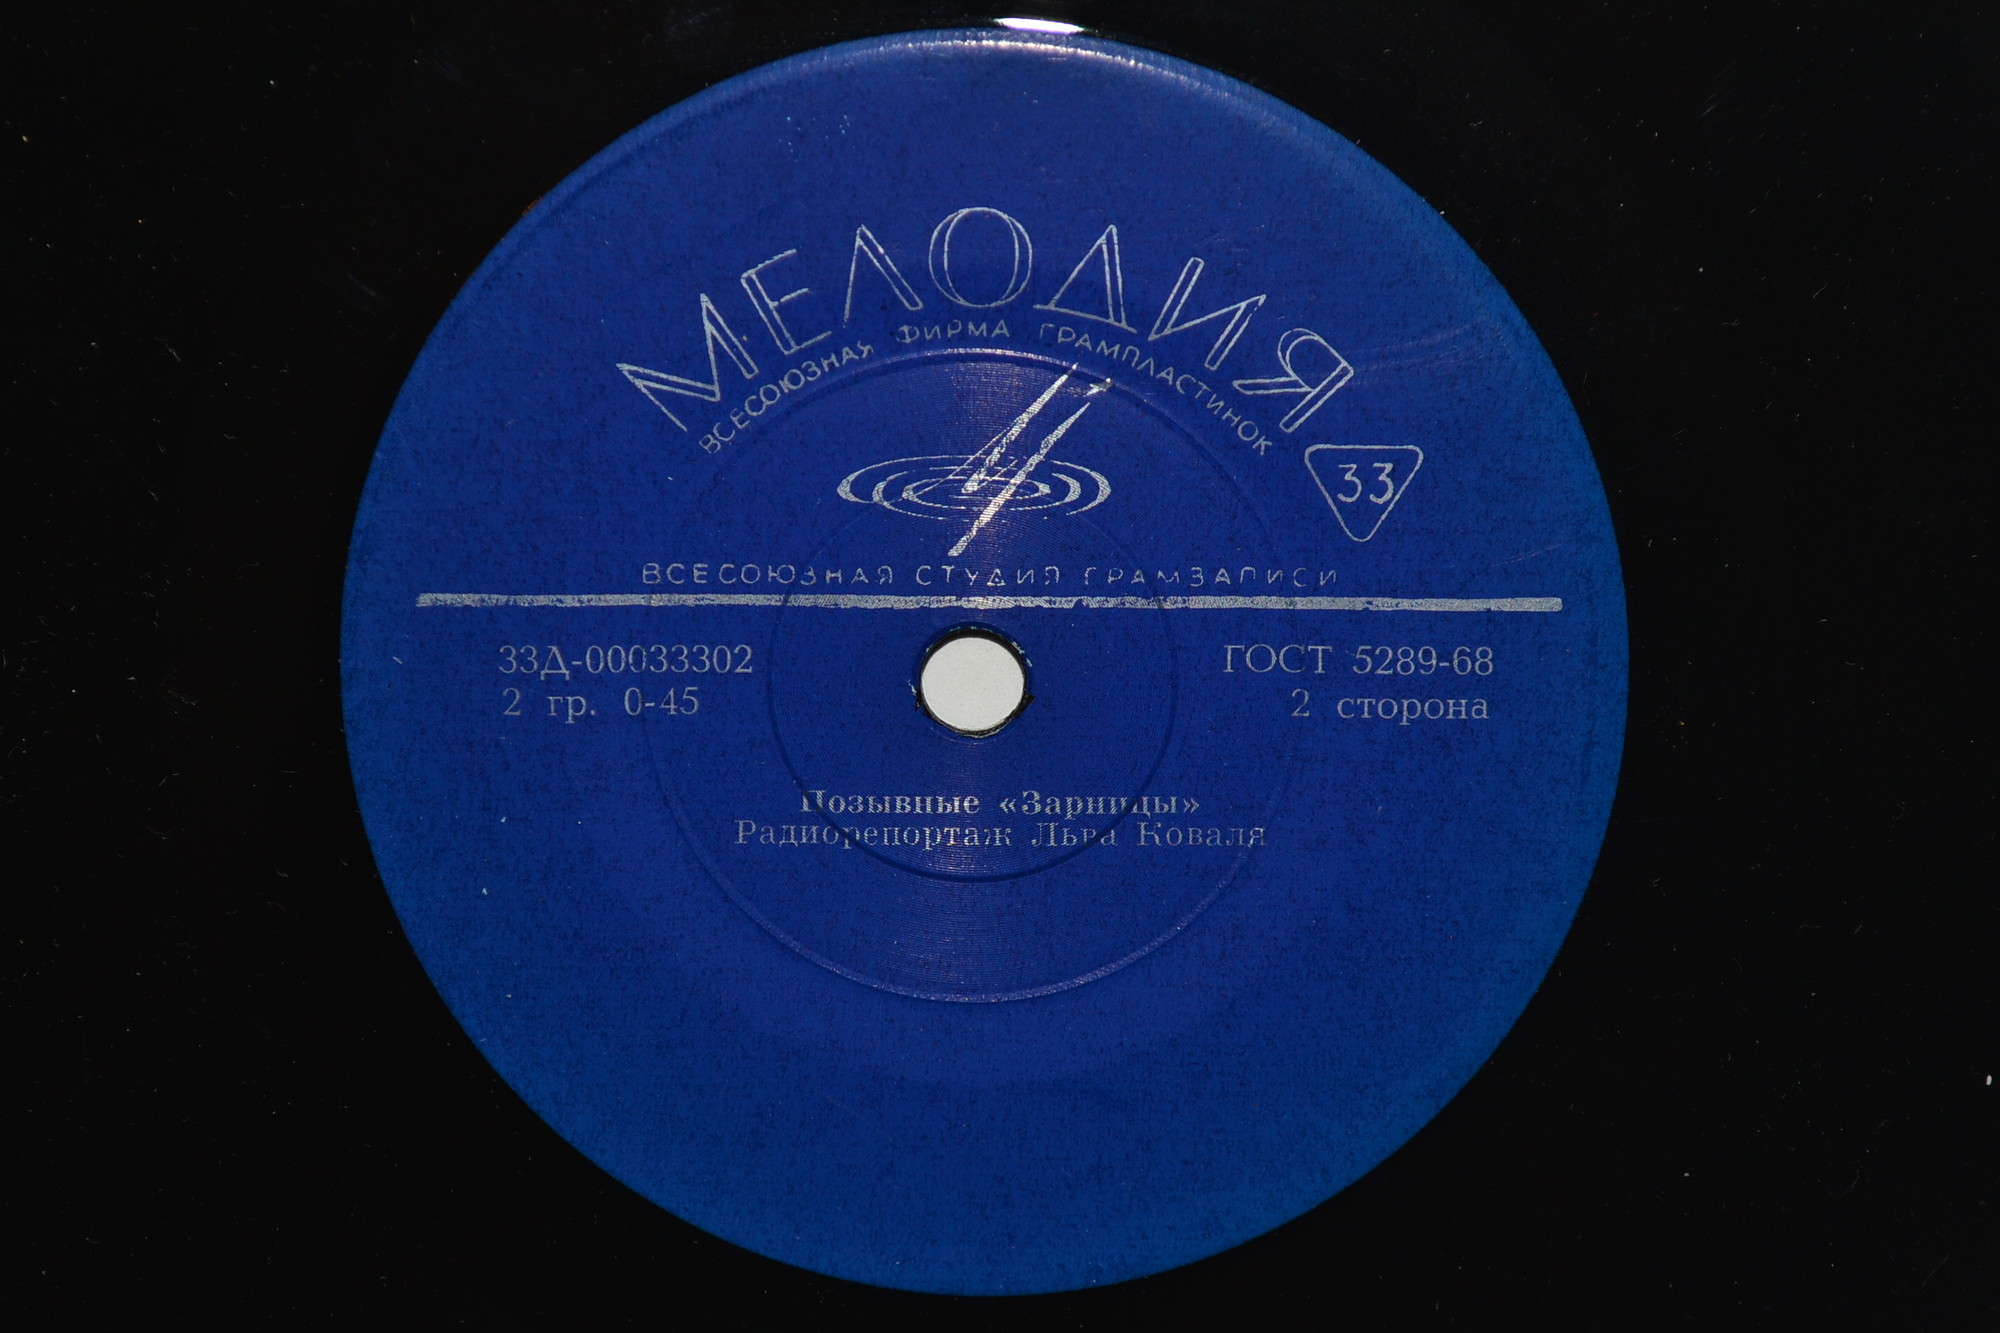 МЕЛОДИЯ
ВСЕСОЮЗНАЯ ФИРМА ГРАМПЛАСТИНОК
33
ВСЕСОЮЗНАЯ СТУДИЯ ГРАМЗАПИСИ
33Д-00033302
2 гр. 0-45
ГОСТ 5289-68
2 сторона
Позывные «Зарницы»
Радиорепортаж Льва Коваля